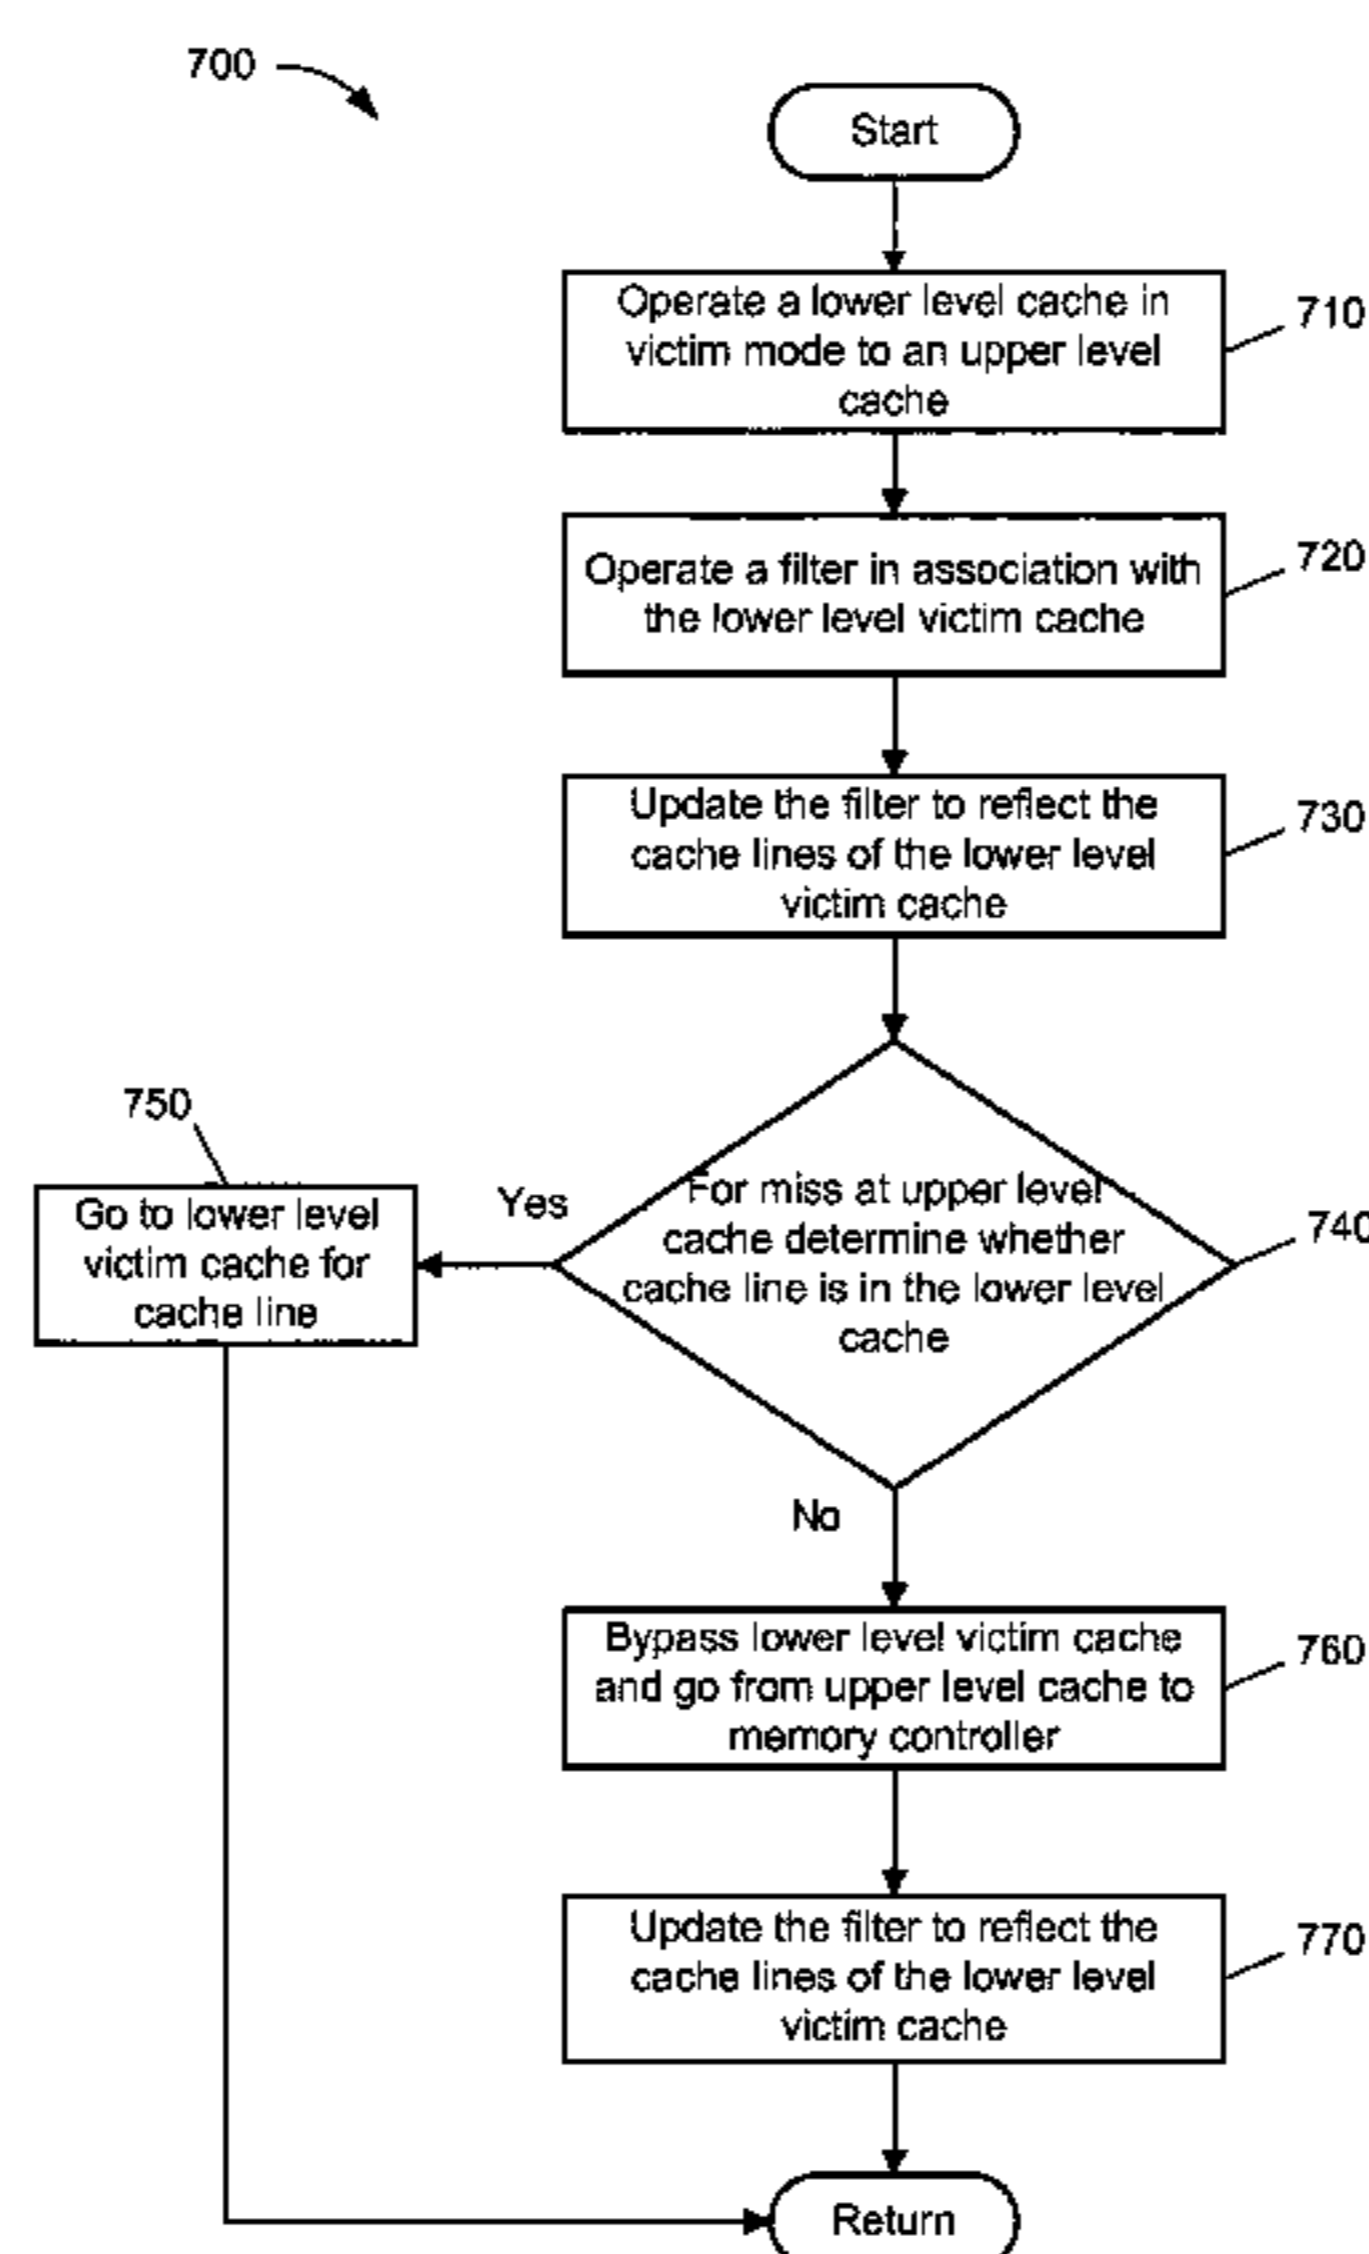 700
Start
Operate a lower level cache in
victim mode to an upper level
cache
710
Operate a filter in association with
the lower level victim cache
720
Update the filter to reflect the
cache lines of the lower level
victim cache
730
For miss at upper level
cache determine whether
cache line is in the lower level
cache
740
Yes
750
Go to lower level
victim cache for
cache line
No
Bypass lower level victim cache
and go from upper level cache to
memory controller
760
Update the filter to reflect the
cache lines of the lower level
victim cache
770
Return